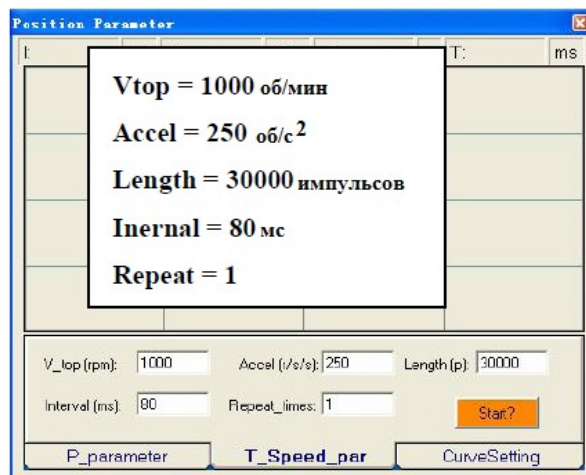 Position Parameter
I:
T:
ms
Vtop = 1000 об/мин
Accel = 250 об/с2
Length = 30000 импульсов
Inernal = 80 мс
Repeat = 1
V_top (rpm): 1000 Accel (r/s/s): 250 Length (p): 30000
Interval (ms): 80 Repeat_times: 1 Start?
P_parameter T_Speed_par CurveSetting